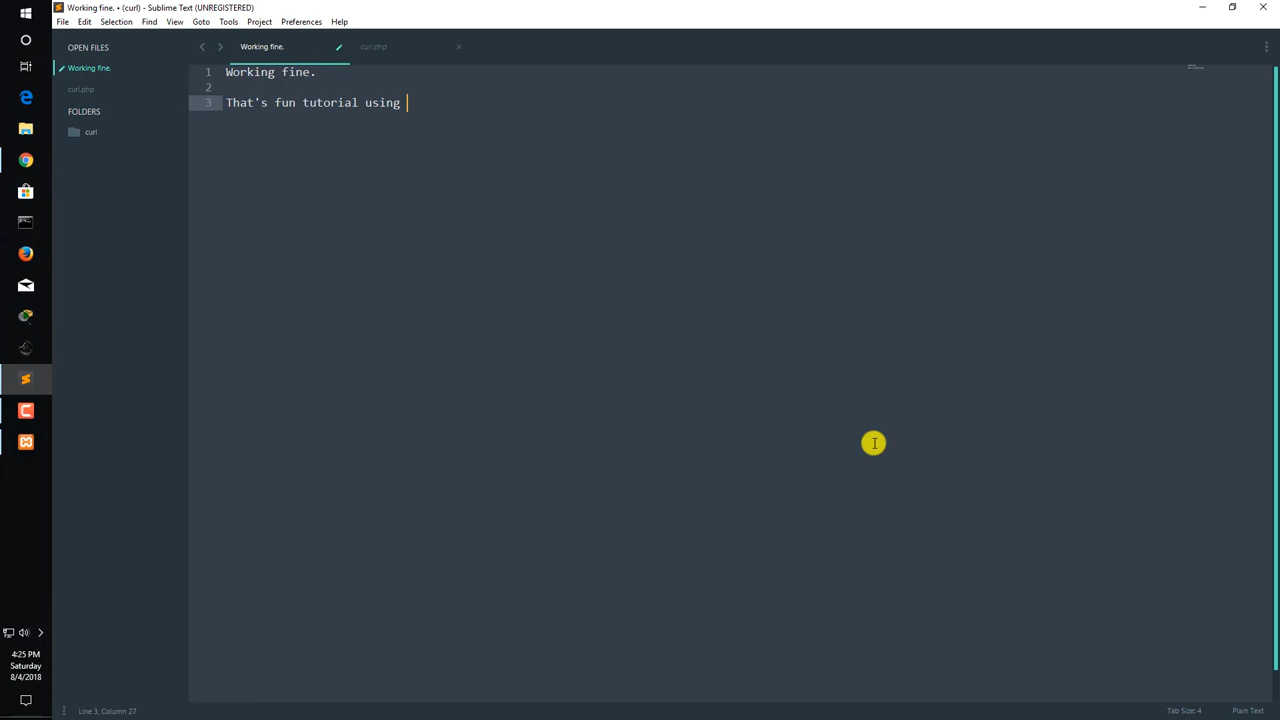 Working fine. • (curl) - Sublime Text (UNREGISTERED)
File Edit Selection Find View Goto Tools Project Preferences Help
OPEN FILES
Working fine.
curl.php
FOLDERS
curl
Working fine.
curl.php
1 Working fine.
2
3 That's fun tutorial using
4:25 PM
Saturday
8/4/2018
Line 3, Column 27
Tab Size: 4
Plain Text